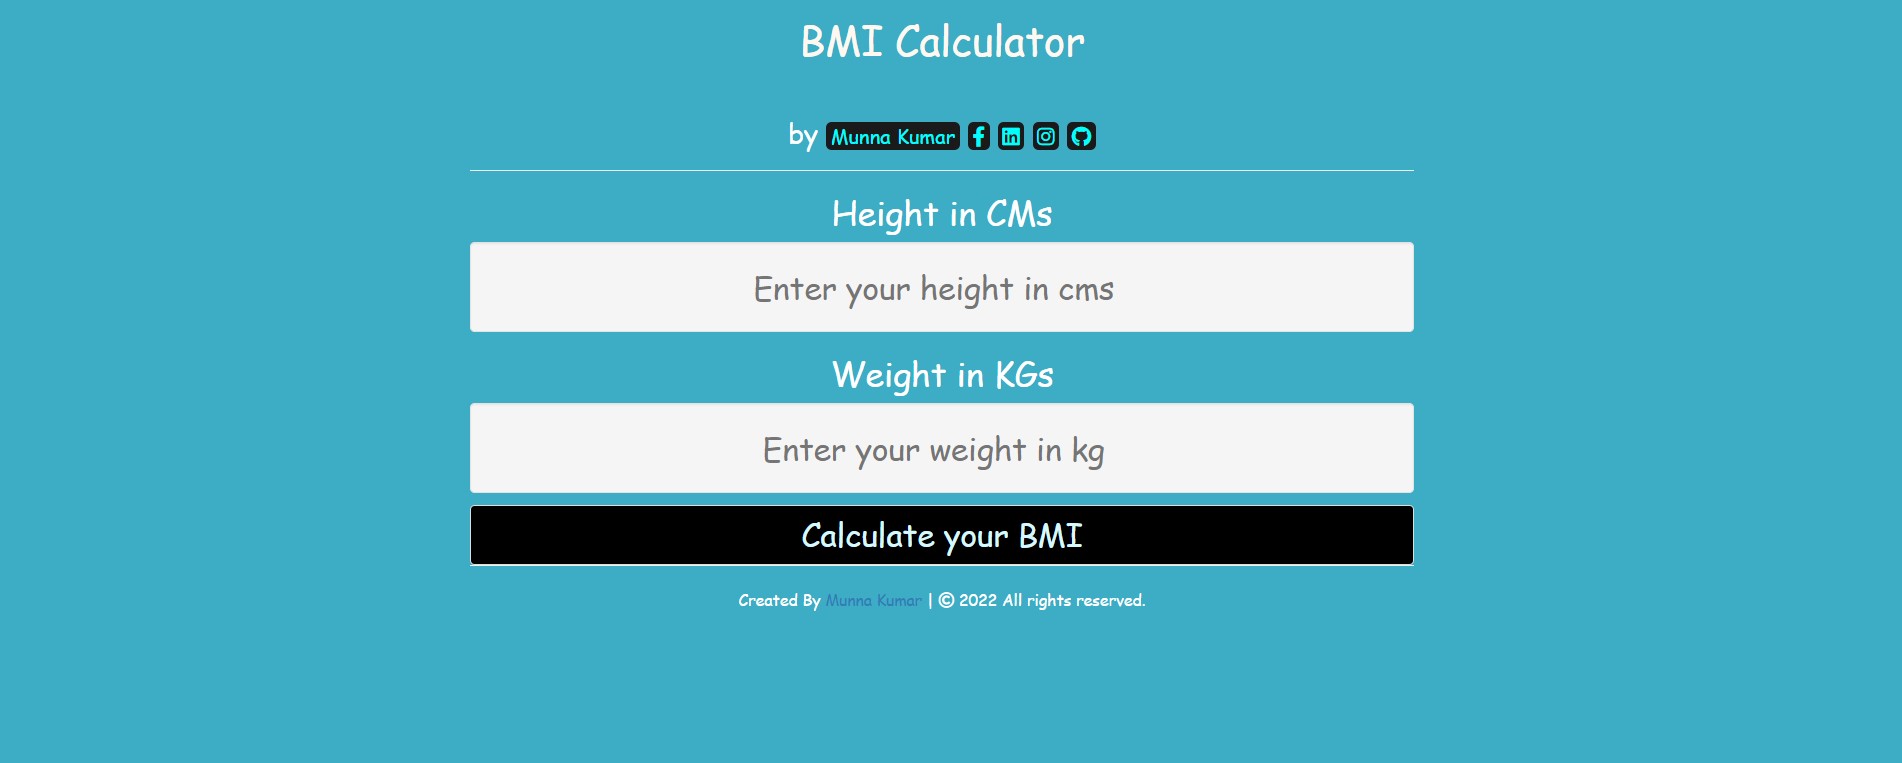 BMI Calculator
by Munna Kumar
Height in CMs
Enter your height in cms
Weight in KGs
Enter your weight in kg
Calculate your BMI
Created By Munna Kumar | © 2022 All rights reserved.